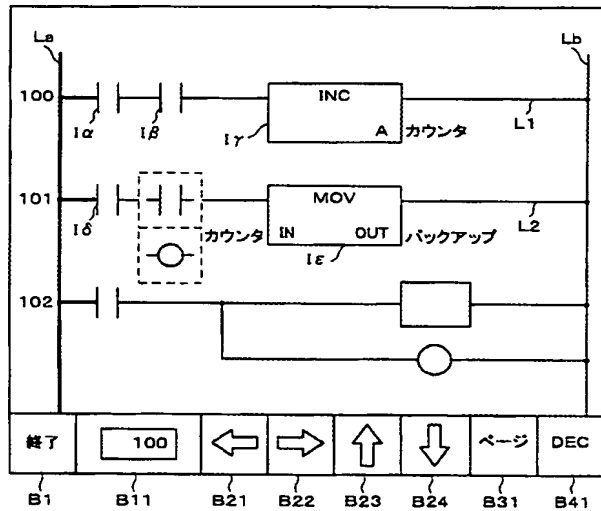 La Lb
100 INC
Iα Iβ Iγ A カウンタ L1
101 MOV
Iδ カウンタ IN OUT バックアップ L2
Iε
102
終了 100 ページ DEC
B1 B11 B21 B22 B23 B24 B31 B41